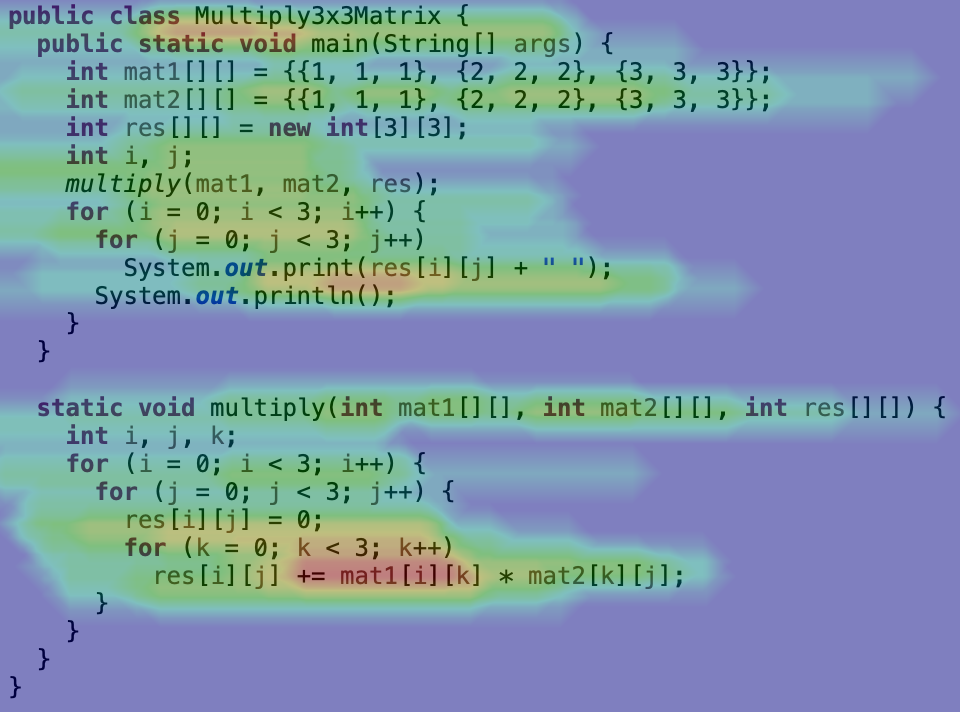 public class Multiply3x3Matrix {
  public static void main(String[] args) {
    int mat1[][] = {{1, 1, 1}, {2, 2, 2}, {3, 3, 3}};
    int mat2[][] = {{1, 1, 1}, {2, 2, 2}, {3, 3, 3}};
    int res[][] = new int[3][3];
    int i, j;
    multiply(mat1, mat2, res);
    for (i = 0; i < 3; i++) {
      for (j = 0; j < 3; j++)
        System.out.print(res[i][j] + " ");
      System.out.println();
    }
  }

  static void multiply(int mat1[][], int mat2[][], int res[][]) {
    int i, j, k;
    for (i = 0; i < 3; i++) {
      for (j = 0; j < 3; j++) {
        res[i][j] = 0;
        for (k = 0; k < 3; k++)
          res[i][j] += mat1[i][k] * mat2[k][j];
      }
    }
  }
}